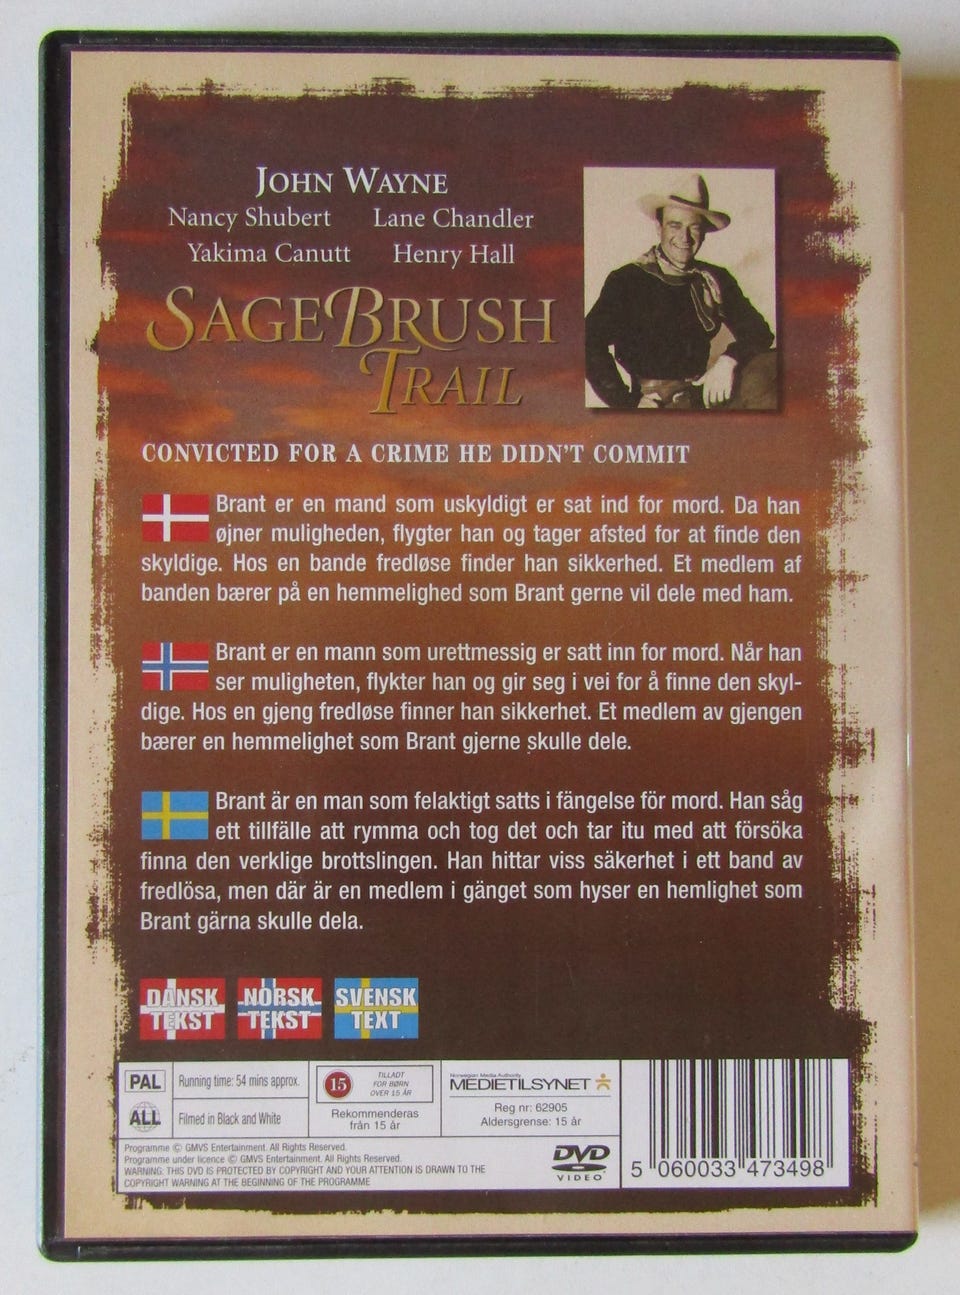 JOHN WAYNE
Nancy Shubert Lane Chandler
Yakima Canutt Henry Hall
SAGEBRUSH
TRAIL
CONVICTED FOR A CRIME HE DIDN'T COMMIT
Brant er en mand som uskyldigt er sat ind for mord. Da han
øjner muligheden, flygter han og tager afsted for at finde den
skyldige. Hos en bande fredløse finder han sikkerhed. Et medlem af
banden bærer på en hemmelighed som Brant gerne vil dele med ham.
Brant er en mann som urettmessig er satt inn for mord. Når han
ser muligheten, flykter han og gir seg i vei for å finne den skyl-
dige. Hos en gjeng fredløse finner han sikkerhet. Et medlem av gjengen
bærer en hemmelighet som Brant gjerne skulle dele.
Brant är en man som felaktigt satts i fängelse för mord. Han såg
ett tillfälle att rymma och tog det och tar itu med att försöka
finna den verklige brottslingen. Han hittar viss säkerhet i ett band av
fredlösa, men där är en medlem i gänget som hyser en hemlighet som
Brant gärna skulle dela.
DANSK
TEKST
NORSK
TEKST
SVENSK
TEXT
PAL
Running time: 54 mins approx.
ALL
Filmed in Black and White
15
TILLADT
FOR BØRN
OVER 15 ÅR
Rekommenderas
från 15 år
Norwegian Media Authority
MEDIETILSYNET
Reg nr: 62905
Aldersgrense: 15 år
Programme © GMVS Entertainment. All Rights Reserved.
Programme under licence © GMVS Entertainment. All Rights Reserved.
WARNING: THIS DVD IS PROTECTED BY COPYRIGHT AND YOUR ATTENTION IS DRAWN TO THE
COPYRIGHT WARNING AT THE BEGINNING OF THE PROGRAMME
DVD
VIDEO
5 060033 473498